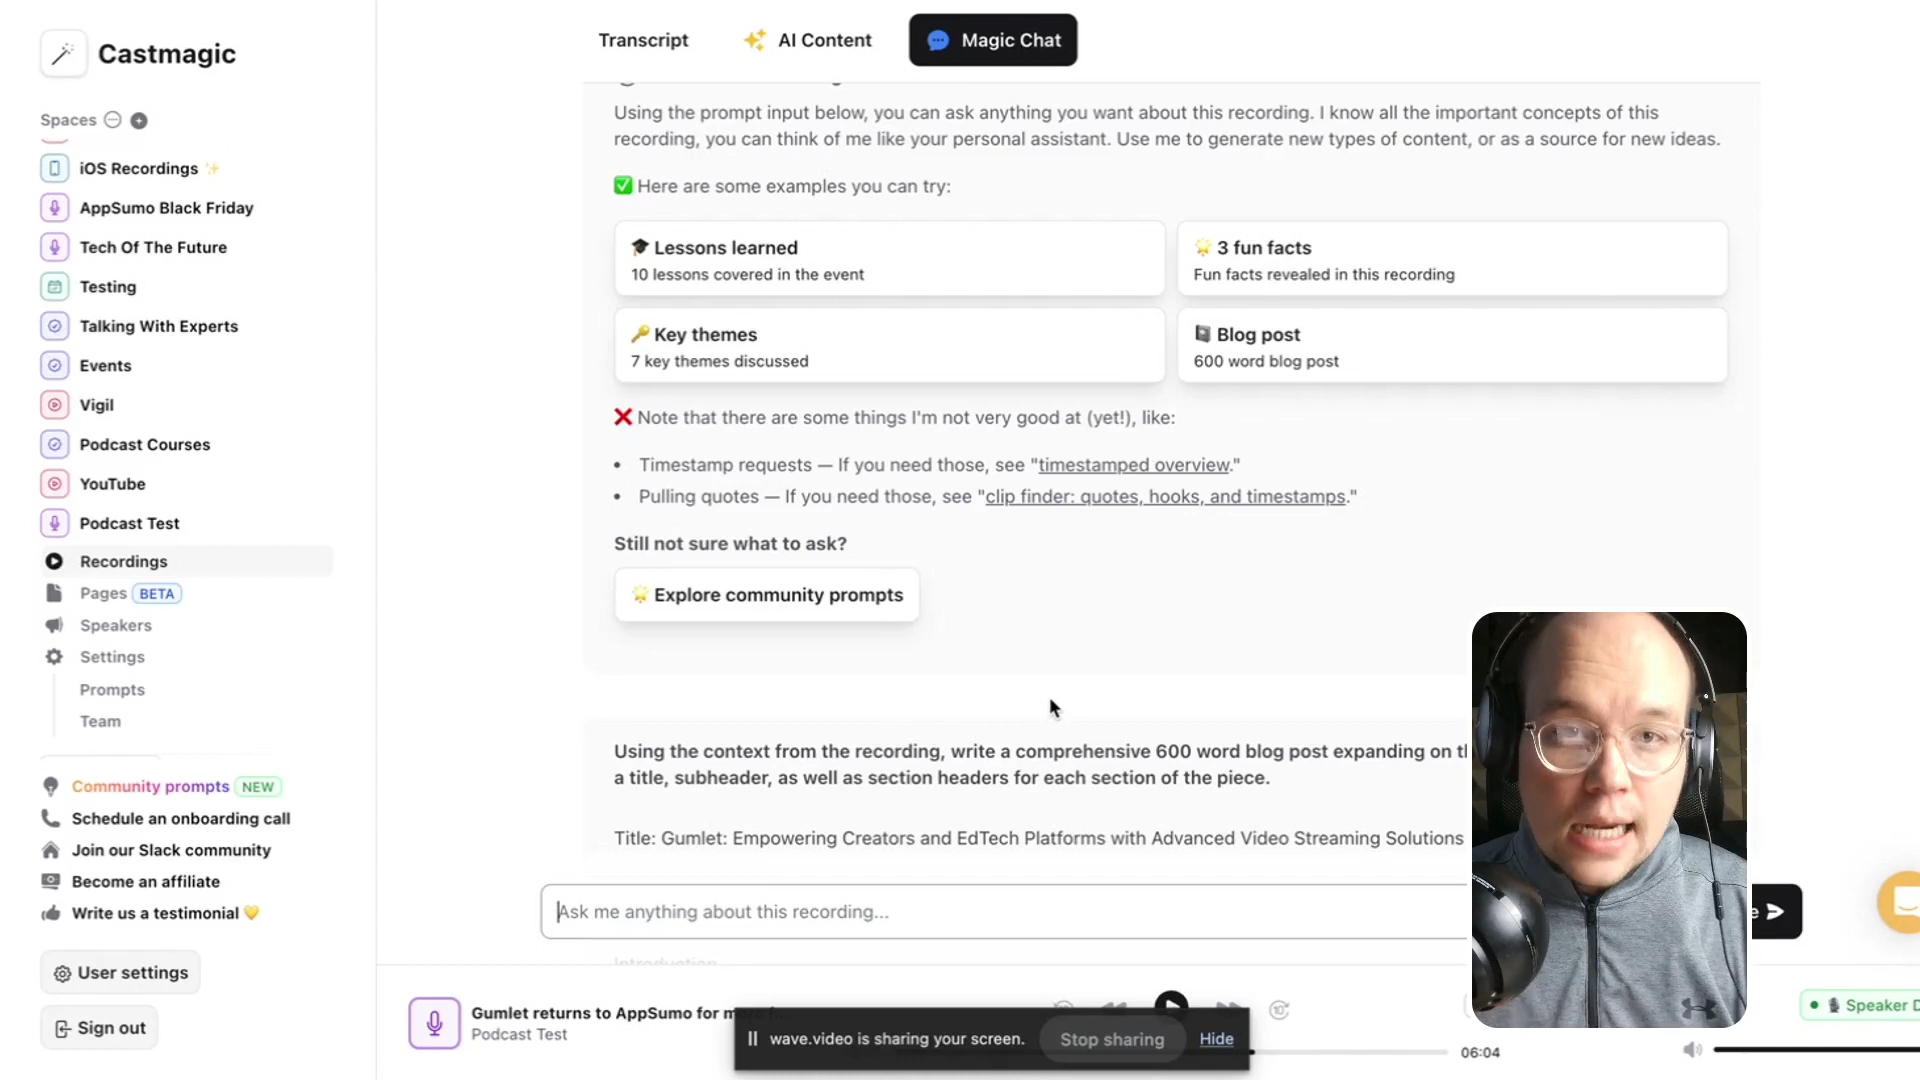 Castmagic
Spaces
iOS Recordings
AppSumo Black Friday
Tech Of The Future
Testing
Talking With Experts
Events
Vigil
Podcast Courses
YouTube
Podcast Test
Recordings
Pages BETA
Speakers
Settings
Prompts
Team
Community prompts NEW
Schedule an onboarding call
Join our Slack community
Become an affiliate
Write us a testimonial 💛
User settings
Sign out
Transcript
AI Content
Magic Chat
Using the prompt input below, you can ask anything you want about this recording. I know all the important concepts of this
recording, you can think of me like your personal assistant. Use me to generate new types of content, or as a source for new ideas.
✅ Here are some examples you can try:
🎓 Lessons learned
10 lessons covered in the event
🌟 3 fun facts
Fun facts revealed in this recording
🔑 Key themes
7 key themes discussed
📓 Blog post
600 word blog post
❌ Note that there are some things I'm not very good at (yet!), like:
• Timestamp requests — If you need those, see "timestamped overview."
• Pulling quotes — If you need those, see "clip finder: quotes, hooks, and timestamps."
Still not sure what to ask?
🌟 Explore community prompts
Using the context from the recording, write a comprehensive 600 word blog post expanding on
a title, subheader, as well as section headers for each section of the piece.
Title: Gumlet: Empowering Creators and EdTech Platforms with Advanced Video Streaming Solutions
Ask me anything about this recording...
Introduction
Gumlet returns to AppSumo for
Podcast Test
10
wave.video is sharing your screen.
Stop sharing
Hide
06:04
Speaker